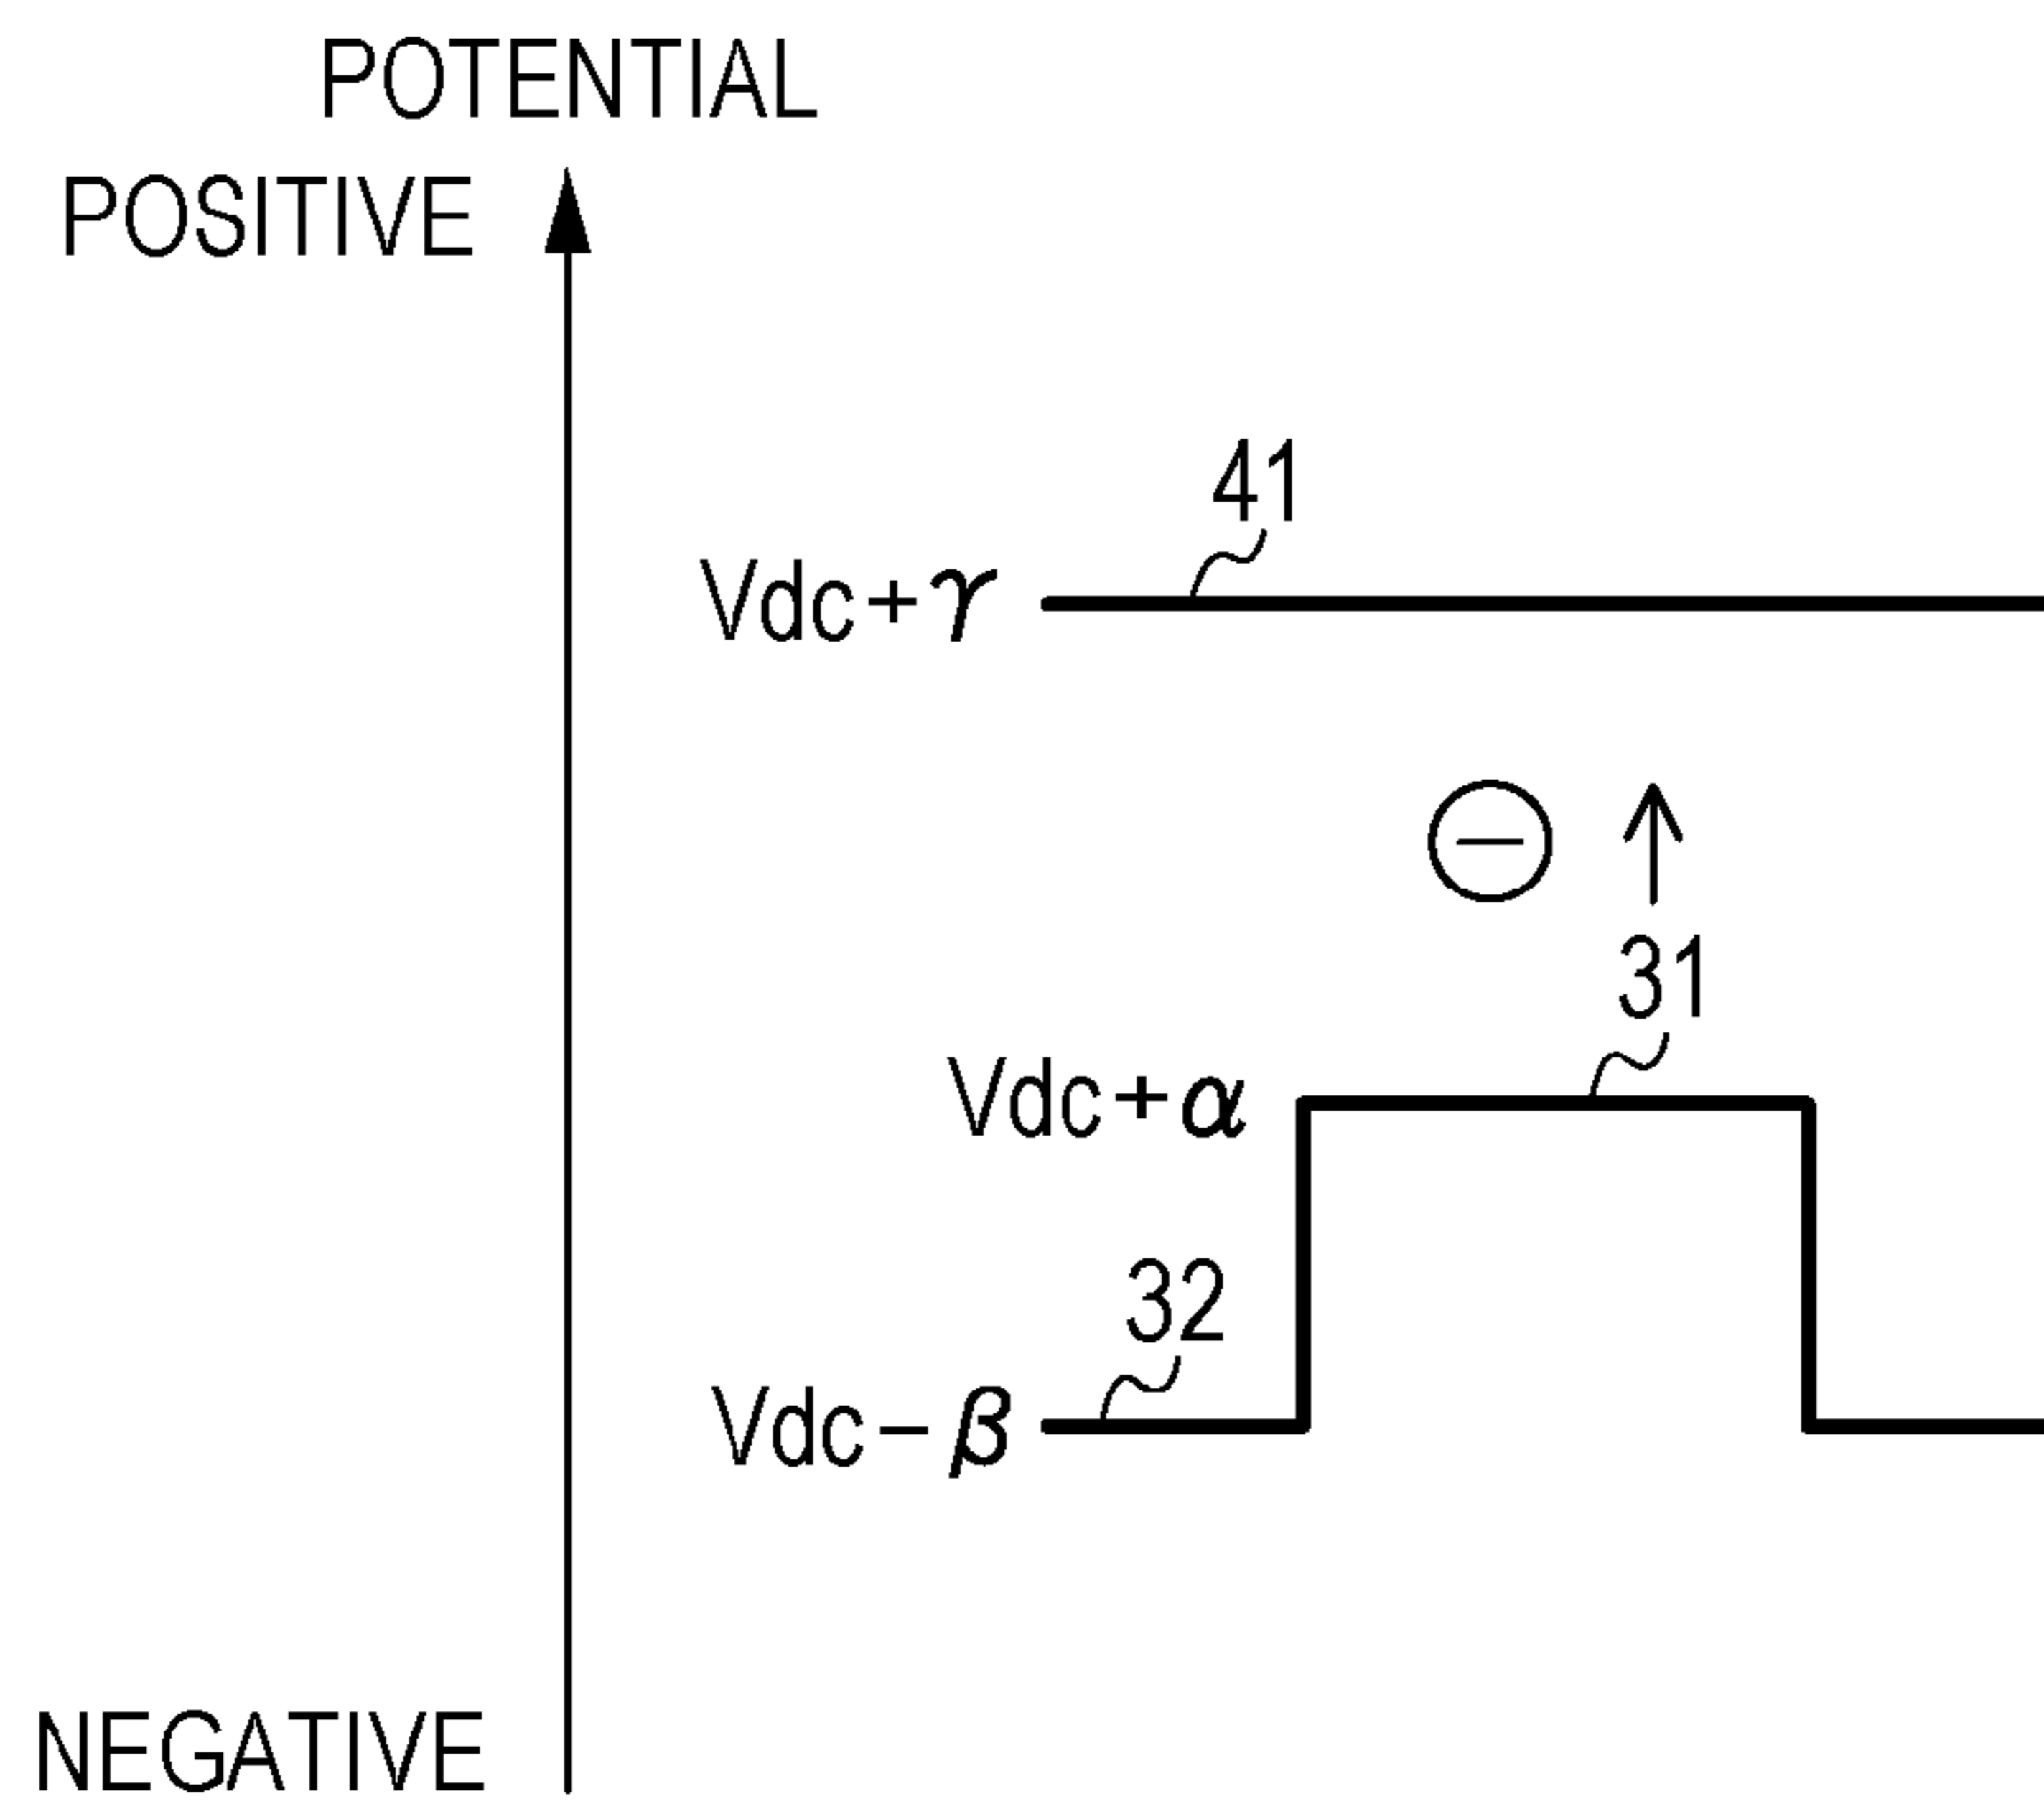 POTENTIAL
POSITIVE
41
Vdc+γ
⊖
31
Vdc+α
32
Vdc−β
NEGATIVE